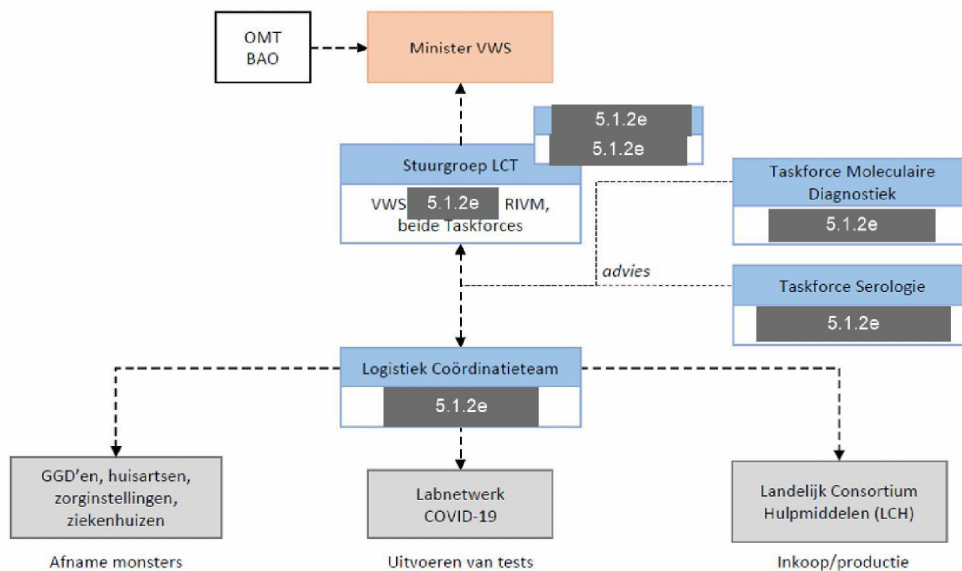 OMT
BAO
Minister VWS
5.1.2e
5.1.2e
Stuurgroep LCT
VWS 5.1.2e RIVM,
beide Taskforces
Taskforce Moleculaire
Diagnostiek
5.1.2e
advies
Taskforce Serologie
5.1.2e
Logistiek Coördinatieteam
5.1.2e
GGD'en, huisartsen,
zorginstellingen,
ziekenhuizen
Labnetwerk
COVID-19
Landelijk Consortium
Hulpmiddelen (LCH)
Afname monsters
Uitvoeren van tests
Inkoop/productie